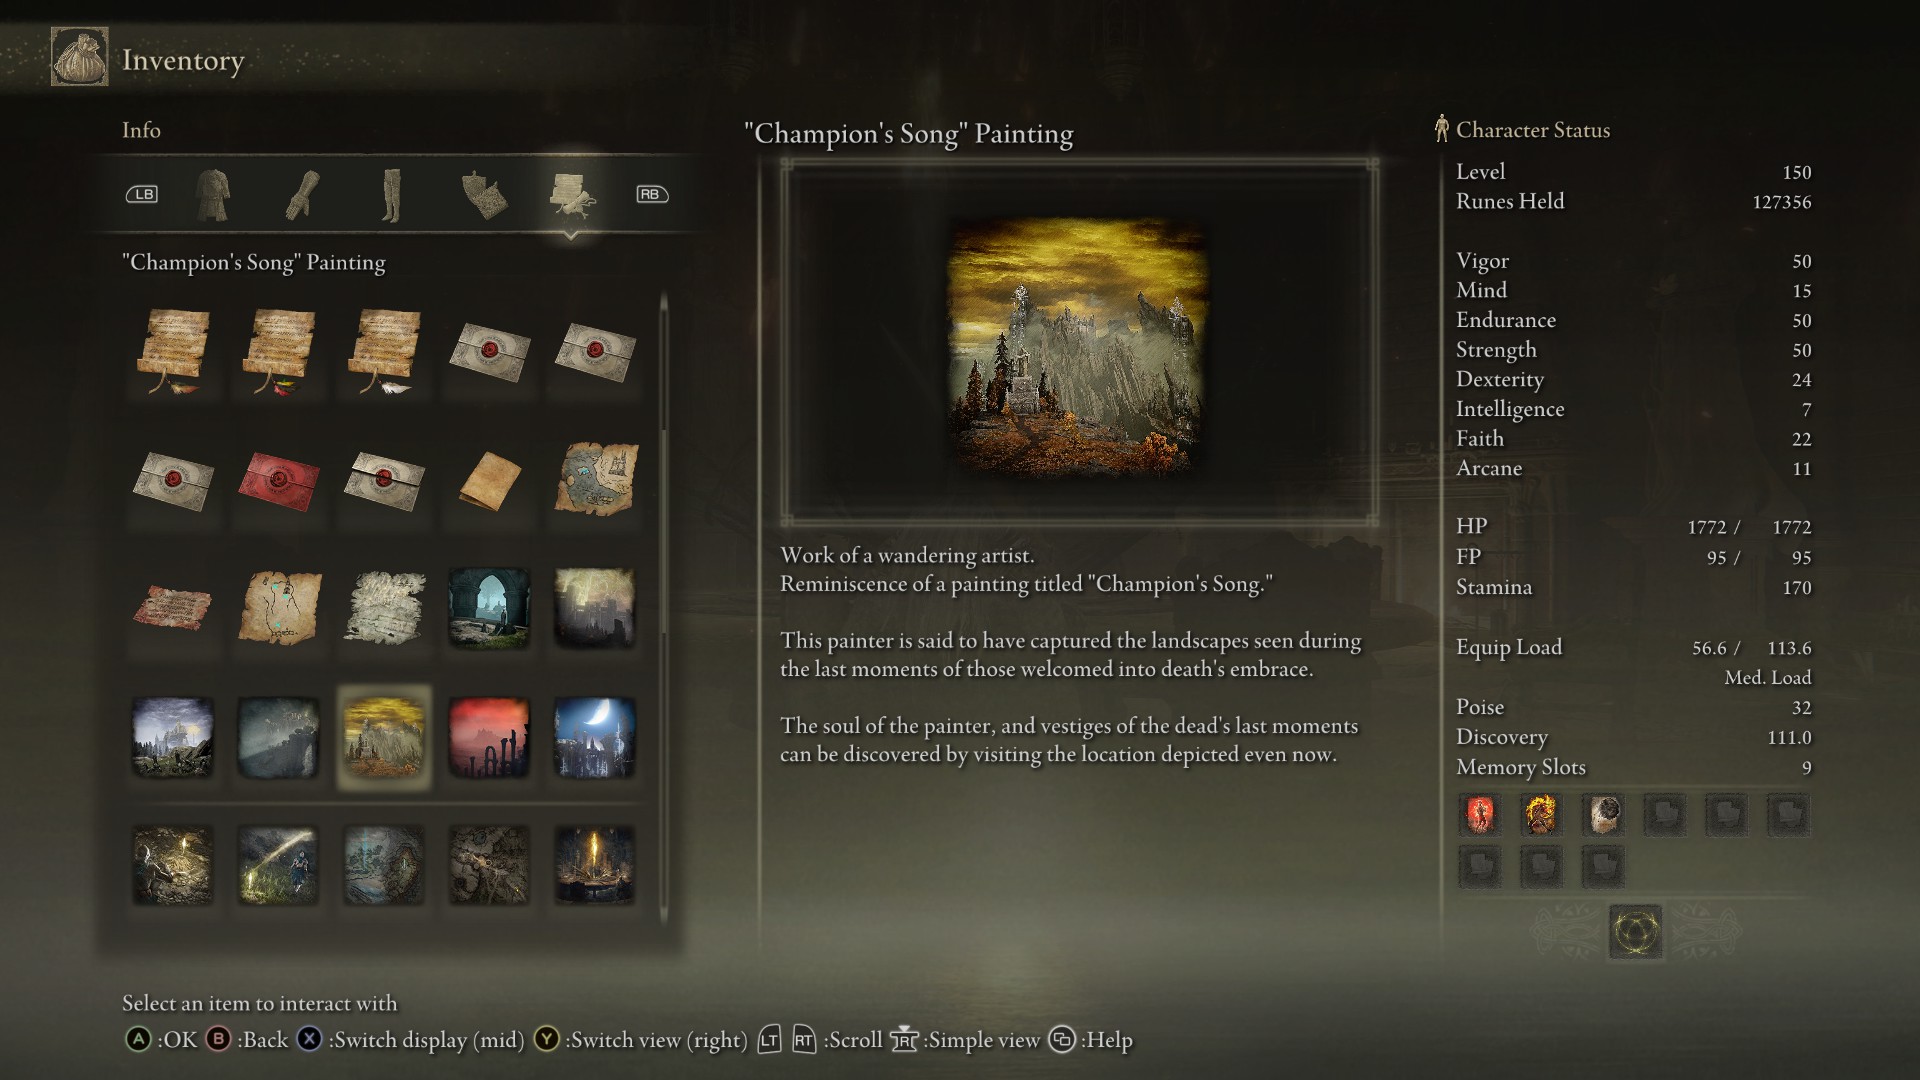 Inventory
Info
LB
RB
"Champion's Song" Painting
"Champion's Song" Painting
Work of a wandering artist.
Reminiscence of a painting titled "Champion's Song."
This painter is said to have captured the landscapes seen during
the last moments of those welcomed into death's embrace.
The soul of the painter, and vestiges of the dead's last moments
can be discovered by visiting the location depicted even now.
Character Status
Level 150
Runes Held 127356
Vigor 50
Mind 15
Endurance 50
Strength 50
Dexterity 24
Intelligence 7
Faith 22
Arcane 11
HP 1772 / 1772
FP 95 / 95
Stamina 170
Equip Load 56.6 / 113.6
Med. Load
Poise 32
Discovery 111.0
Memory Slots 9
Select an item to interact with
A :OK B :Back X :Switch display (mid) Y :Switch view (right) LT RT :Scroll R :Simple view :Help